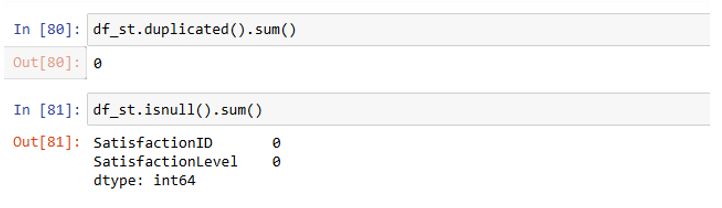 In [80]: df_st.duplicated().sum()
Out[80]: 0
In [81]: df_st.isnull().sum()
Out[81]: SatisfactionID       0
SatisfactionLevel    0
dtype: int64